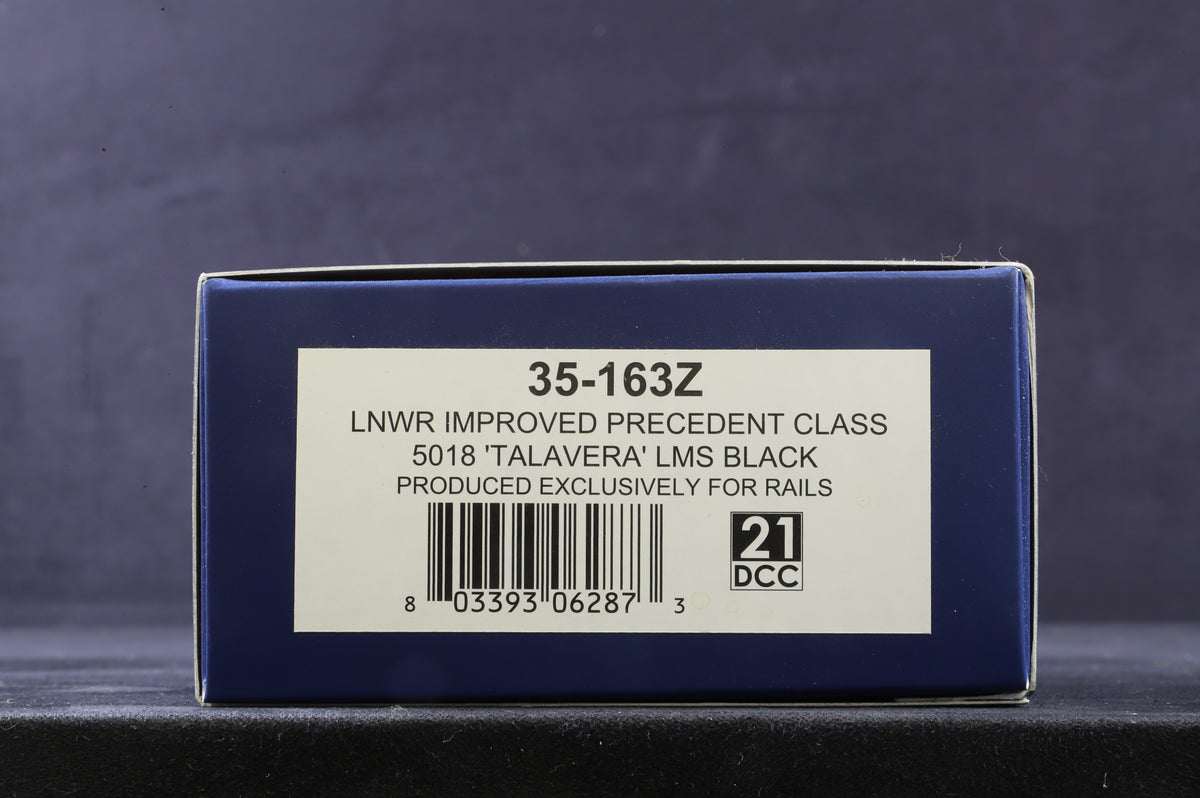 35-163Z
LNWR IMPROVED PRECEDENT CLASS
5018 'TALAVERA' LMS BLACK
PRODUCED EXCLUSIVELY FOR RAILS
21
DCC
8 03393 06287 3